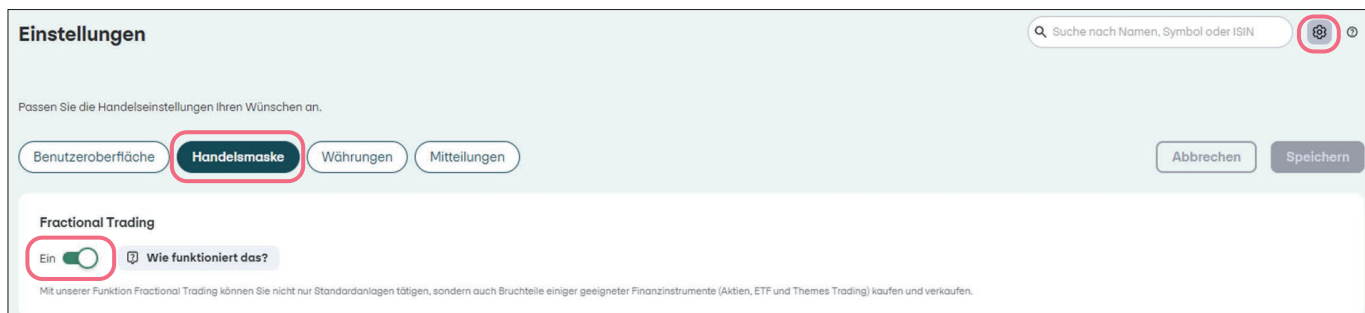 Einstellungen
Suche nach Namen, Symbol oder ISIN
Passen Sie die Handelseinstellungen Ihren Wünschen an.
Benutzeroberfläche Handelsmaske Währungen Mitteilungen Abbrechen Speichern
Fractional Trading
Ein Wie funktioniert das?
Mit unserer Funktion Fractional Trading können Sie nicht nur Standardanlagen tätigen, sondern auch Bruchteile einiger geeigneter Finanzinstrumente (Aktien, ETF und Themes Trading) kaufen und verkaufen.